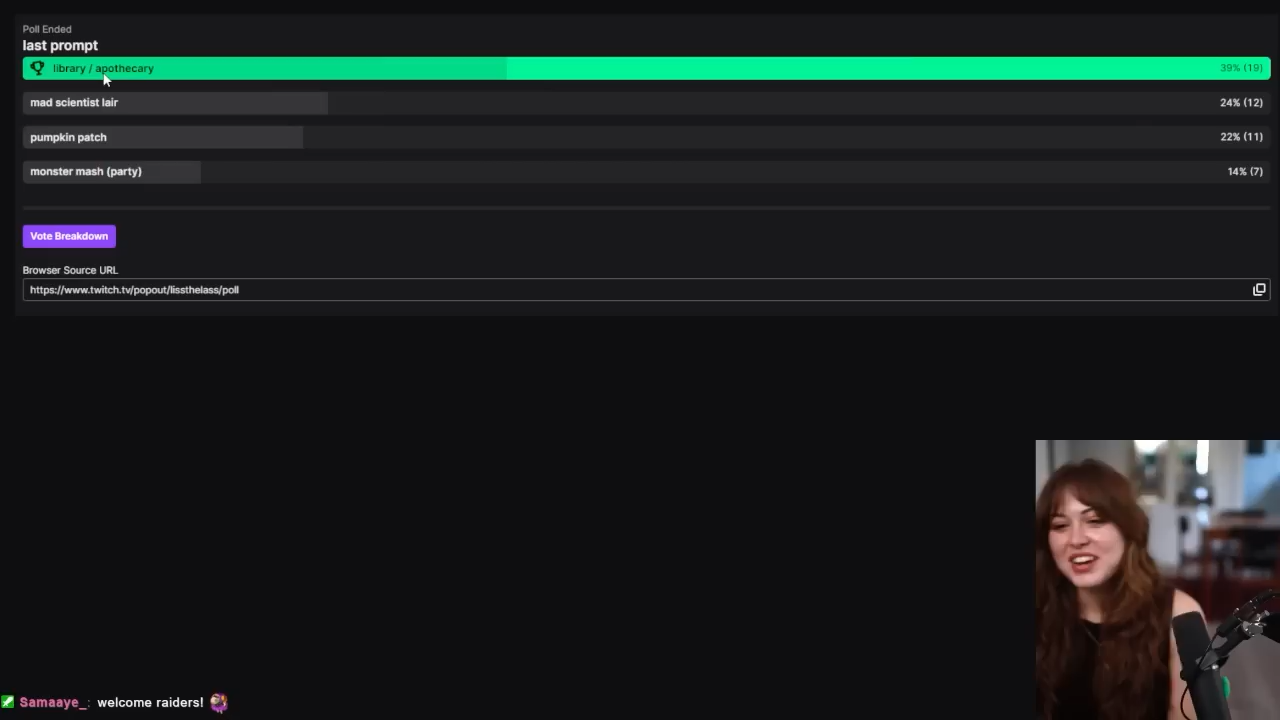 Poll Ended
last prompt
library / apothecary 39% (19)
mad scientist lair 24% (12)
pumpkin patch 22% (11)
monster mash (party) 14% (7)
Vote Breakdown
Browser Source URL
https://www.twitch.tv/popout/lissthelass/poll
Samaaye_: welcome raiders!